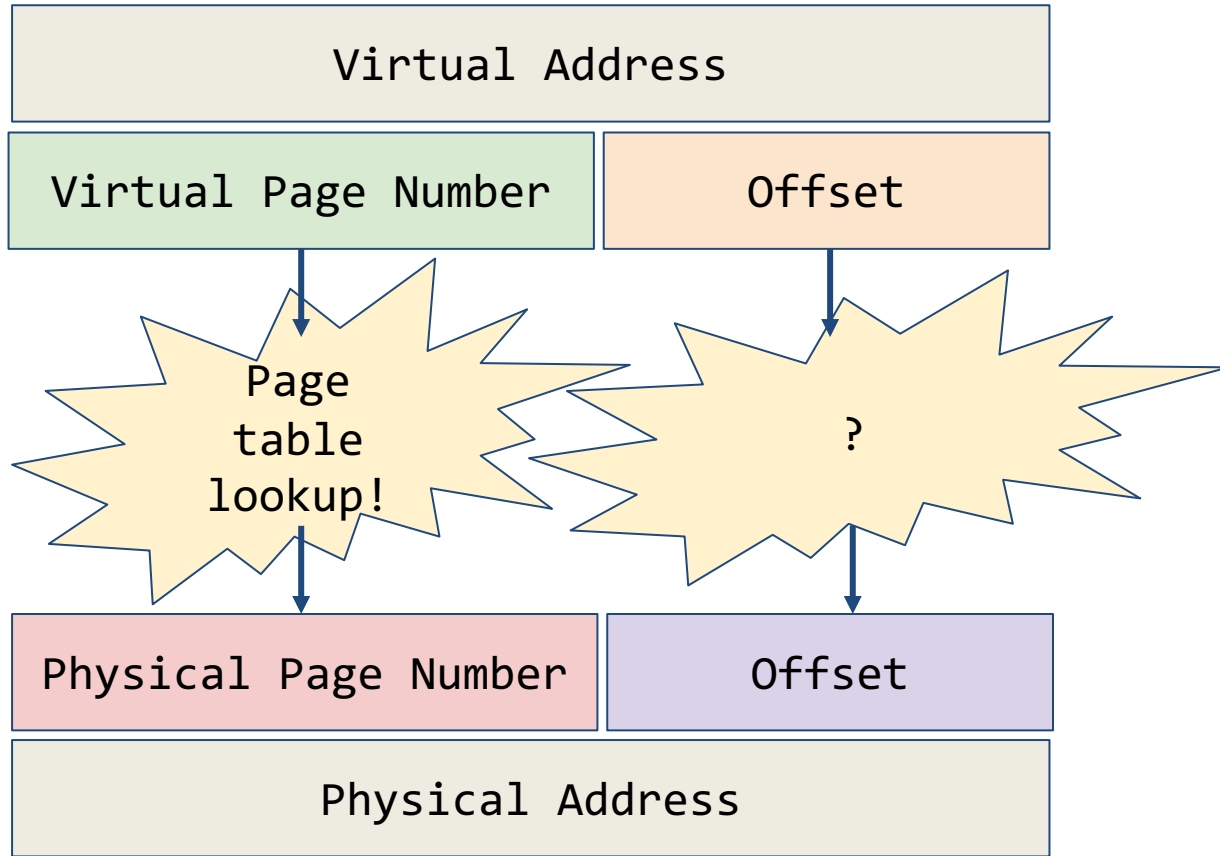 Virtual Address
Virtual Page Number
Offset
Page
table
lookup!
?
Physical Page Number
Offset
Physical Address